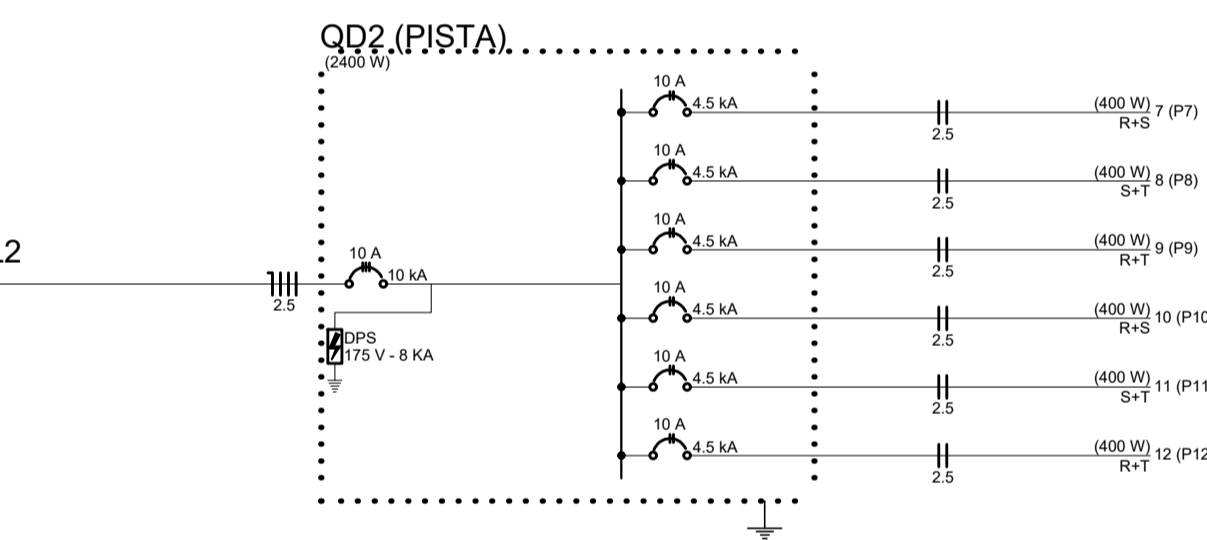 QD2 (PISTA)
(2400 W)
10 A
4.5 kA
2.5
(400 W)
R+S
7 (P7)
10 A
4.5 kA
2.5
(400 W)
S+T
8 (P8)
10 A
4.5 kA
2.5
(400 W)
R+T
9 (P9)
2
2.5
10 A
10 kA
DPS
175 V - 8 KA
10 A
4.5 kA
2.5
(400 W)
R+S
10 (P10
10 A
4.5 kA
2.5
(400 W)
S+T
11 (P11
10 A
4.5 kA
2.5
(400 W)
R+T
12 (P12